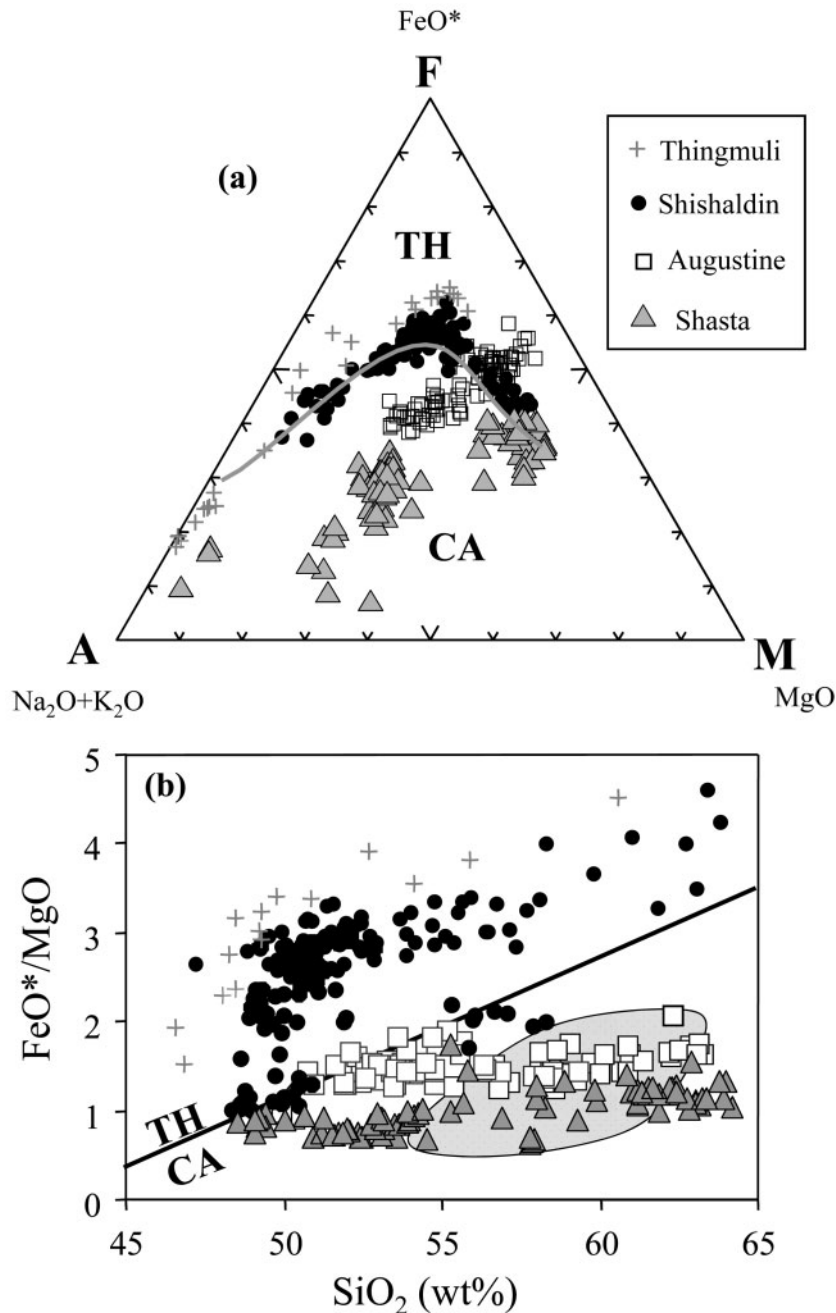 FeO*
F
(a)
TH
CA
A
M
Na₂O+K₂O
MgO
Thingmuli
Shishaldin
Augustine
Shasta
(b)
5
4
3
2
1
0
FeO*/MgO
TH
CA
45
50
55
60
65
SiO₂ (wt%)